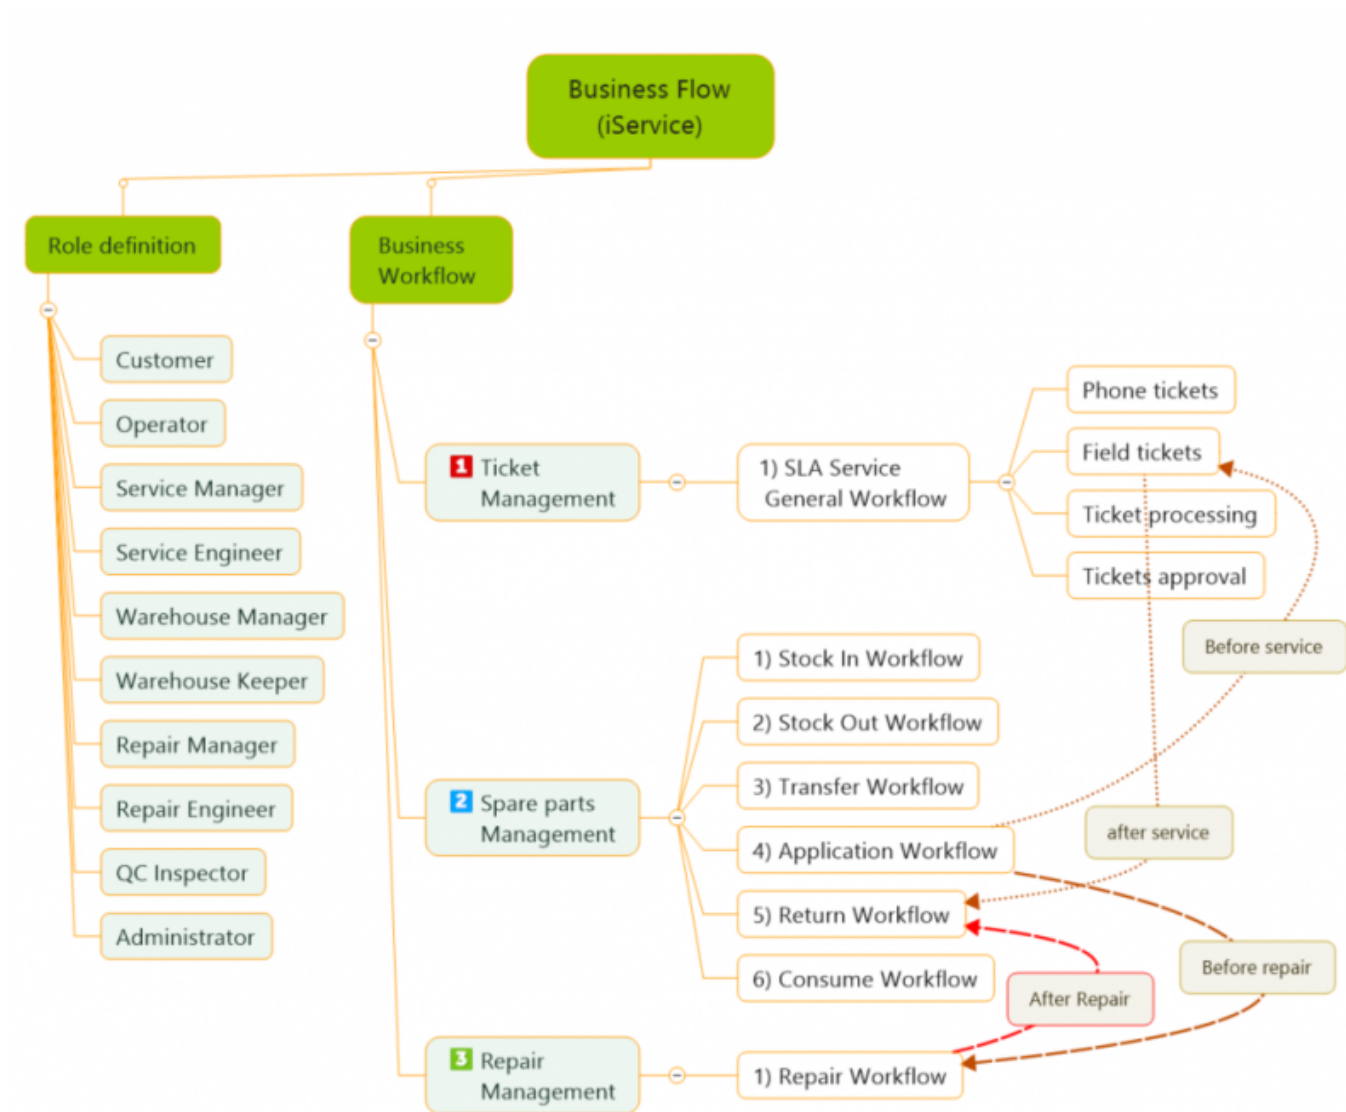 Business Flow
(iService)
Role definition
Business
Workflow
Customer
Operator
Service Manager
Service Engineer
Warehouse Manager
Warehouse Keeper
Repair Manager
Repair Engineer
QC Inspector
Administrator
1 Ticket
Management
1) SLA Service
General Workflow
Phone tickets
Field tickets
Ticket processing
Tickets approval
Before service
2 Spare parts
Management
1) Stock In Workflow
2) Stock Out Workflow
3) Transfer Workflow
4) Application Workflow
5) Return Workflow
6) Consume Workflow
after service
Before repair
After Repair
3 Repair
Management
1) Repair Workflow